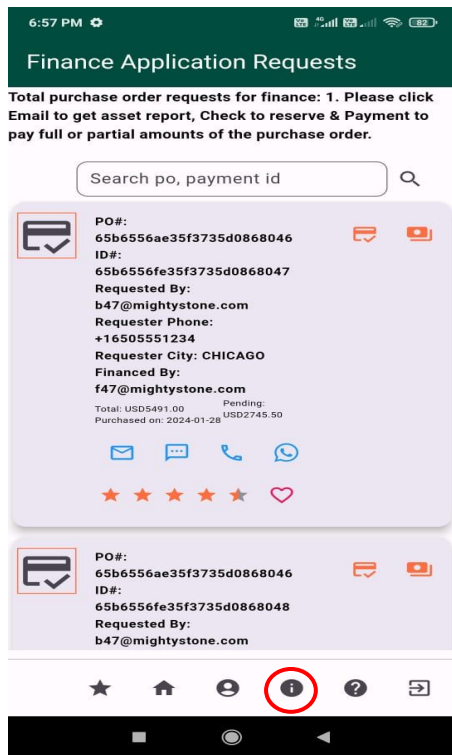 6:57 PM
4G
82
Finance Application Requests
Total purchase order requests for finance: 1. Please click
Email to get asset report, Check to reserve & Payment to
pay full or partial amounts of the purchase order.
Search po, payment id
PO#:
65b6556ae35f3735d0868046
ID#:
65b6556fe35f3735d0868047
Requested By:
b47@mightystone.com
Requester Phone:
+16505551234
Requester City: CHICAGO
Financed By:
f47@mightystone.com
Total: USD5491.00
Purchased on: 2024-01-28
Pending:
USD2745.50
PO#:
65b6556ae35f3735d0868046
ID#:
65b6556fe35f3735d0868048
Requested By:
b47@mightystone.com